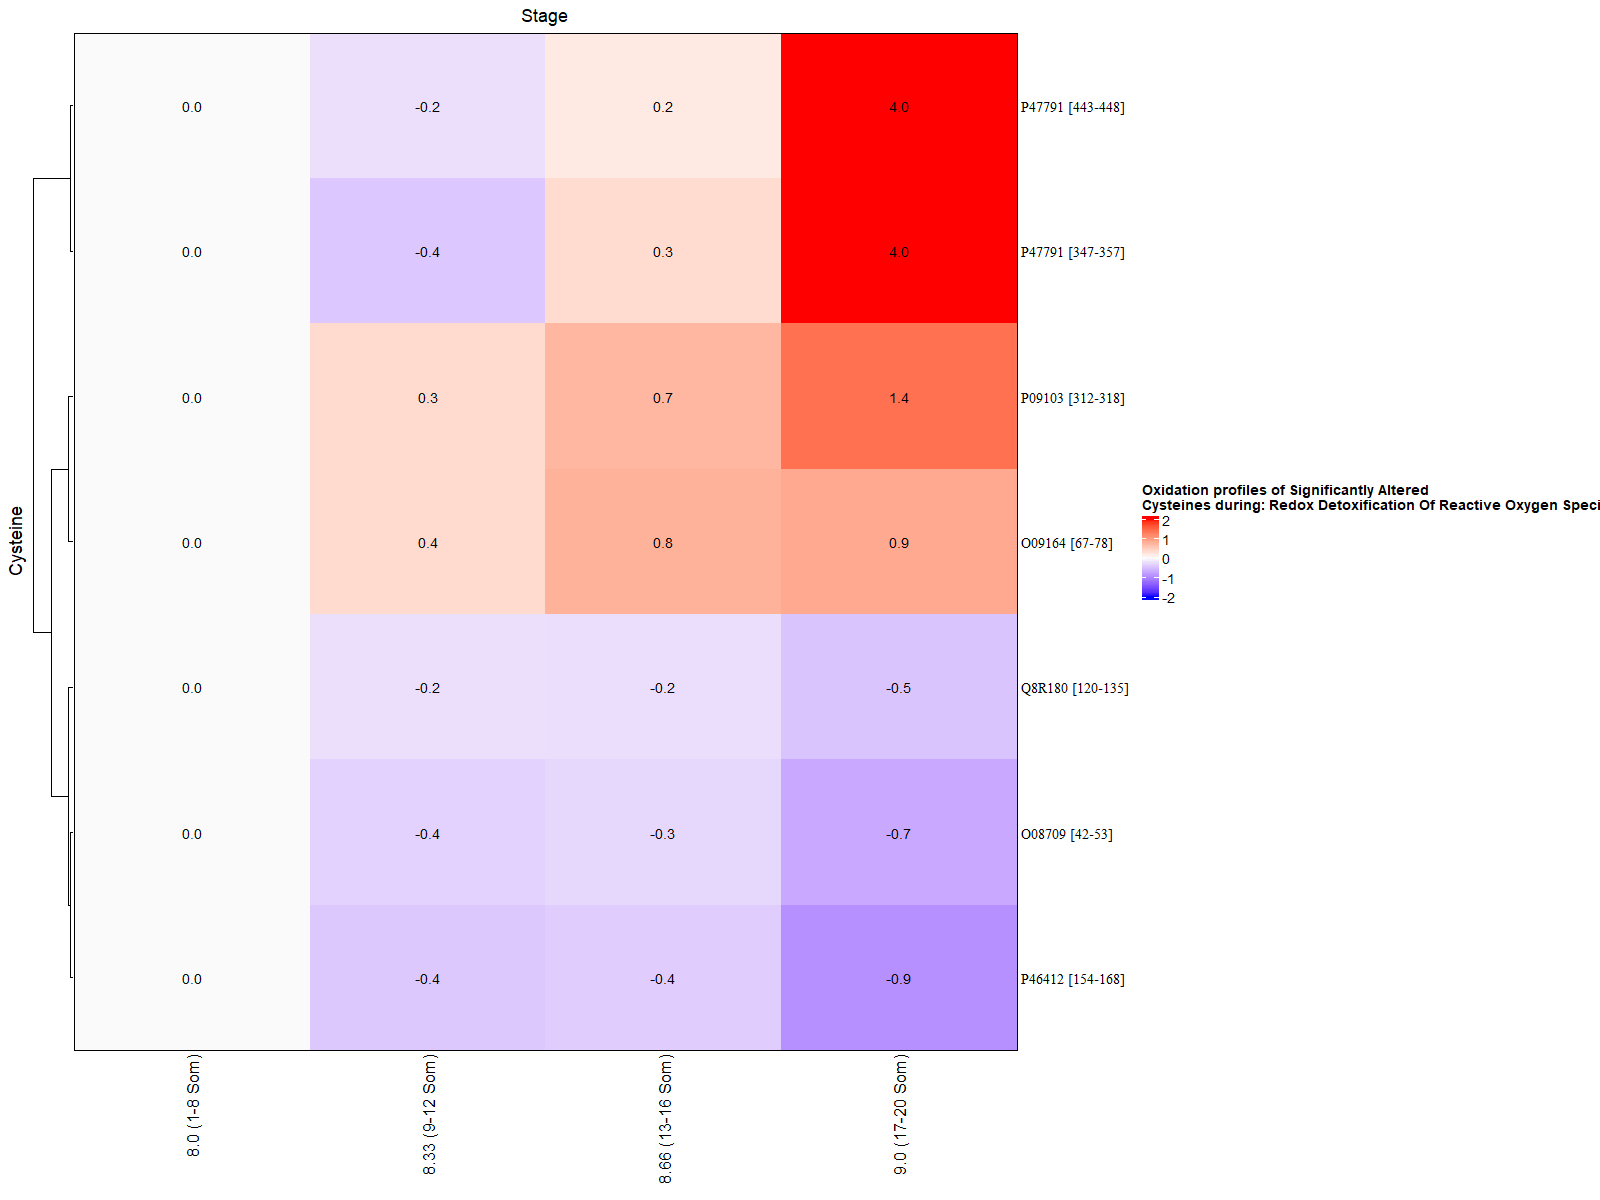 Stage
0.0 -0.2 0.2 4.0 P47791 [443-448]
0.0 -0.4 0.3 4.0 P47791 [347-357]
0.0 0.3 0.7 1.4 P09103 [312-318]
0.0 0.4 0.8 0.9 O09164 [67-78]
0.0 -0.2 -0.2 -0.5 Q8R180 [120-135]
0.0 -0.4 -0.3 -0.7 O08709 [42-53]
0.0 -0.4 -0.4 -0.9 P46412 [154-168]
Cysteine
8.0 (1-8 Som)
8.33 (9-12 Som)
8.66 (13-16 Som)
9.0 (17-20 Som)
Oxidation profiles of Significantly Altered
Cysteines during: Redox Detoxification Of Reactive Oxygen Speci
2
1
0
-1
-2